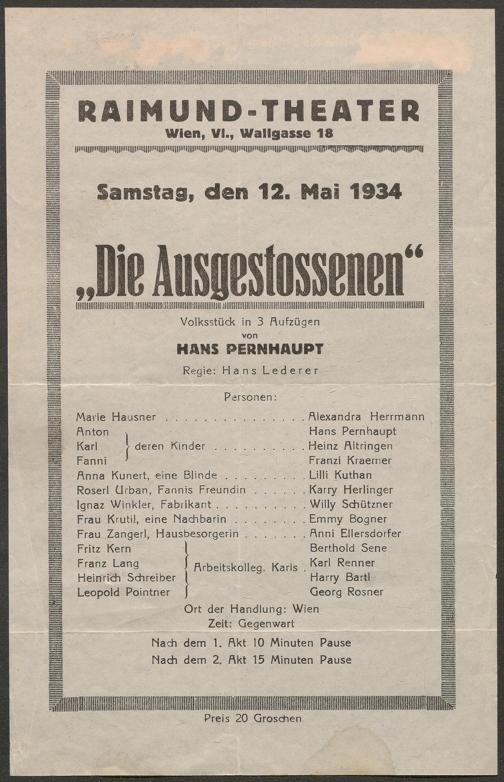 RAIMUND-THEATER
Wien, VI., Wallgasse 18
Samstag, den 12. Mai 1934
„Die Ausgestossenen“
Volksstück in 3 Aufzügen
von
HANS PERNHAUPT
Regie: Hans Lederer
Personen:
Marie Hausner . . . . . . . . . . . . . . . Alexandra Herrmann
Anton Hans Pernhaupt
Karl } deren Kinder . . . . . . . . . . Heinz Altringen
Fanni Franzi Kraemer
Anna Kunert, eine Blinde . . . . . . . . . Lilli Kuthan
Roserl Urban, Fannis Freundin . . . . . . Karry Herlinger
Ignaz Winkler, Fabrikant . . . . . . . . . . Willy Schützner
Frau Krutil, eine Nachbarin . . . . . . . . Emmy Bogner
Frau Zangerl, Hausbesorgerin . . . . . . . Anni Ellersdorfer
Fritz Kern Berthold Sene
Franz Lang } Arbeitskolleg. Karls . Karl Renner
Heinrich Schreiber Harry Bartl
Leopold Pointner Georg Rosner
Ort der Handlung: Wien
Zeit: Gegenwart
Nach dem 1. Akt 10 Minuten Pause
Nach dem 2. Akt 15 Minuten Pause
Preis 20 Groschen